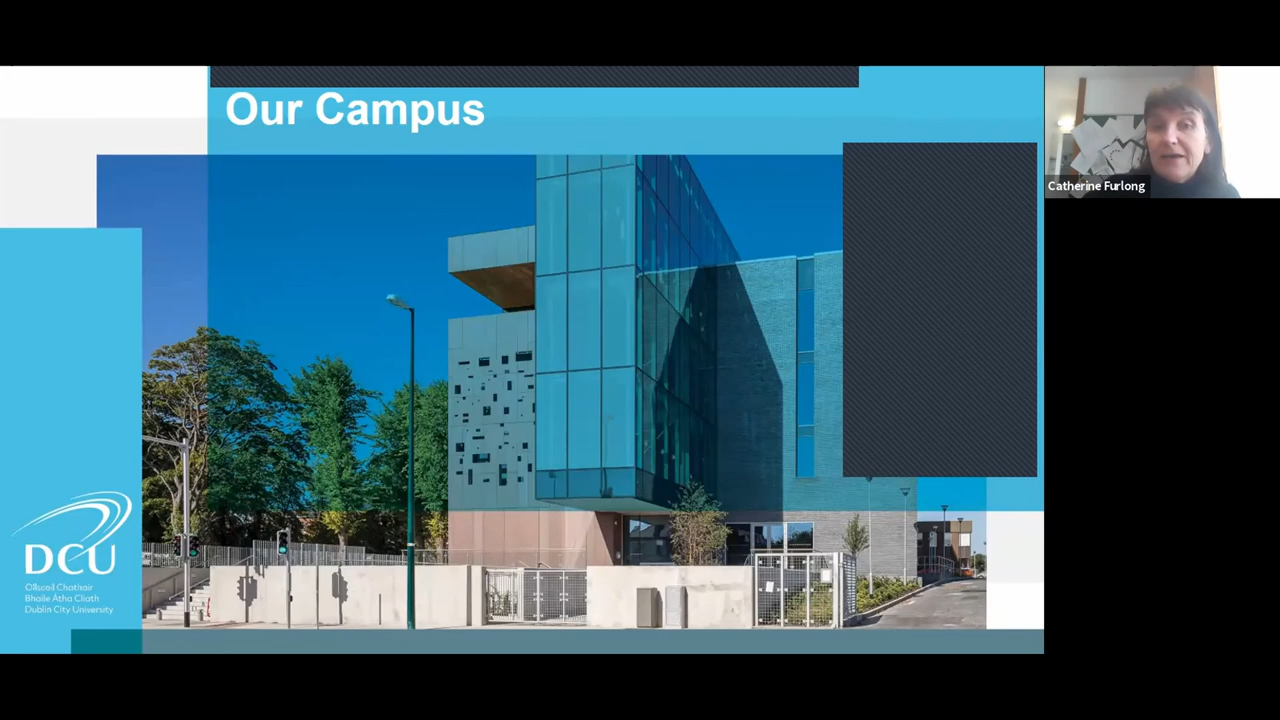 Our Campus
Catherine Furlong
DCU
Ollscoil Chathair
Bhaile Átha Cliath
Dublin City University